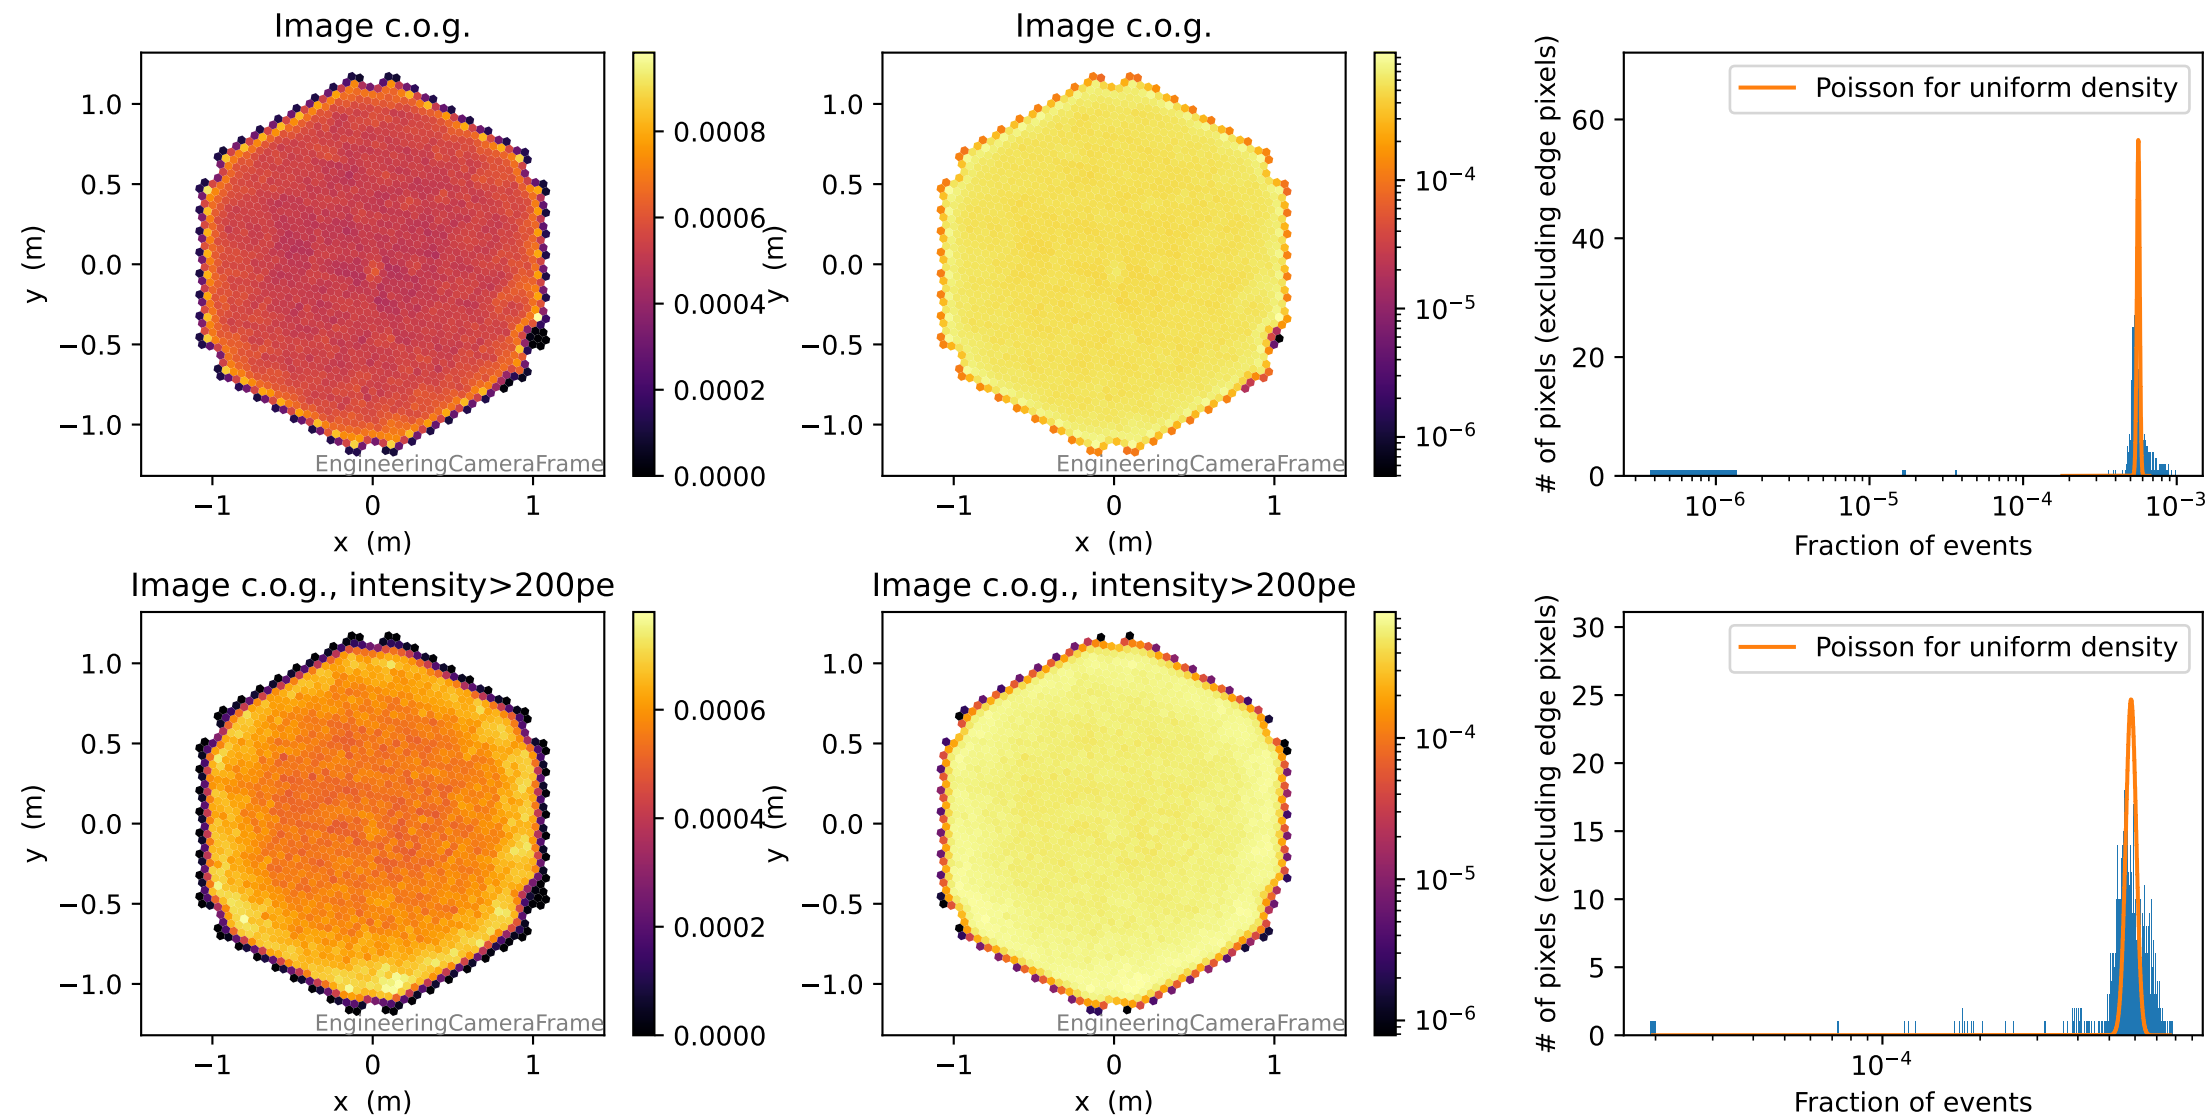 Image c.o.g.
y (m)
1.0
0.5
0.0
−0.5
−1.0
−1
0
1
x (m)
EngineeringCameraFrame
0.0008
0.0006
0.0004
0.0002
0.0000
Image c.o.g.
y (m)
1.0
0.5
0.0
−0.5
−1.0
−1
0
1
x (m)
EngineeringCameraFrame
10⁻⁴
10⁻⁵
10⁻⁶
# of pixels (excluding edge pixels)
60
40
20
0
Poisson for uniform density
10⁻⁶
10⁻⁵
10⁻⁴
10⁻³
Fraction of events
Image c.o.g., intensity>200pe
y (m)
1.0
0.5
0.0
−0.5
−1.0
−1
0
1
x (m)
EngineeringCameraFrame
0.0006
0.0004
0.0002
0.0000
Image c.o.g., intensity>200pe
y (m)
1.0
0.5
0.0
−0.5
−1.0
−1
0
1
x (m)
EngineeringCameraFrame
10⁻⁴
10⁻⁵
10⁻⁶
# of pixels (excluding edge pixels)
30
25
20
15
10
5
0
Poisson for uniform density
10⁻⁴
Fraction of events